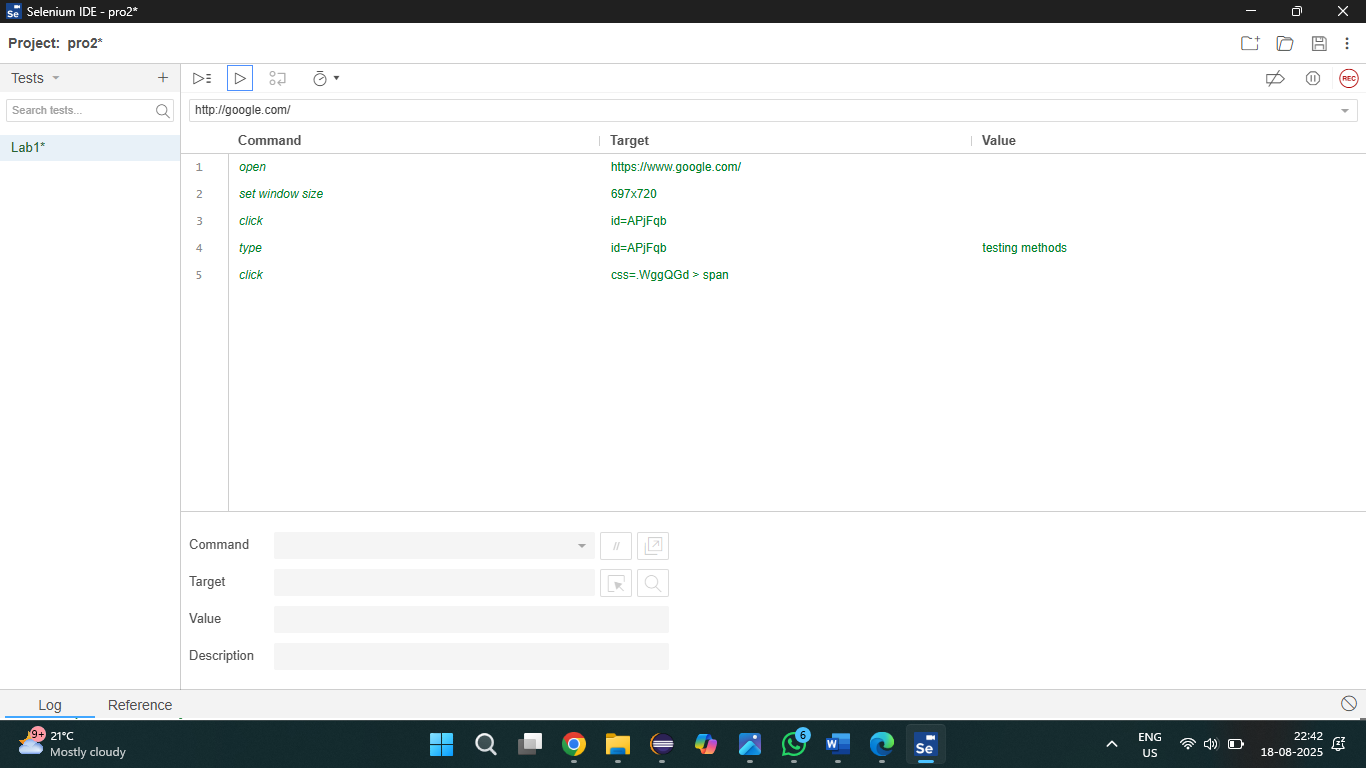 Selenium IDE - pro2*
Project: pro2*
Tests
Search tests...
http://google.com/
REC
Lab1*
Command Target Value
1 open https://www.google.com/
2 set window size 697x720
3 click id=APjFqb
4 type id=APjFqb testing methods
5 click css=.WggQGd > span
Command //
Target
Value
Description
Log Reference
9+ 21°C
Mostly cloudy
Se
6
W
ENG
US
22:42
18-08-2025